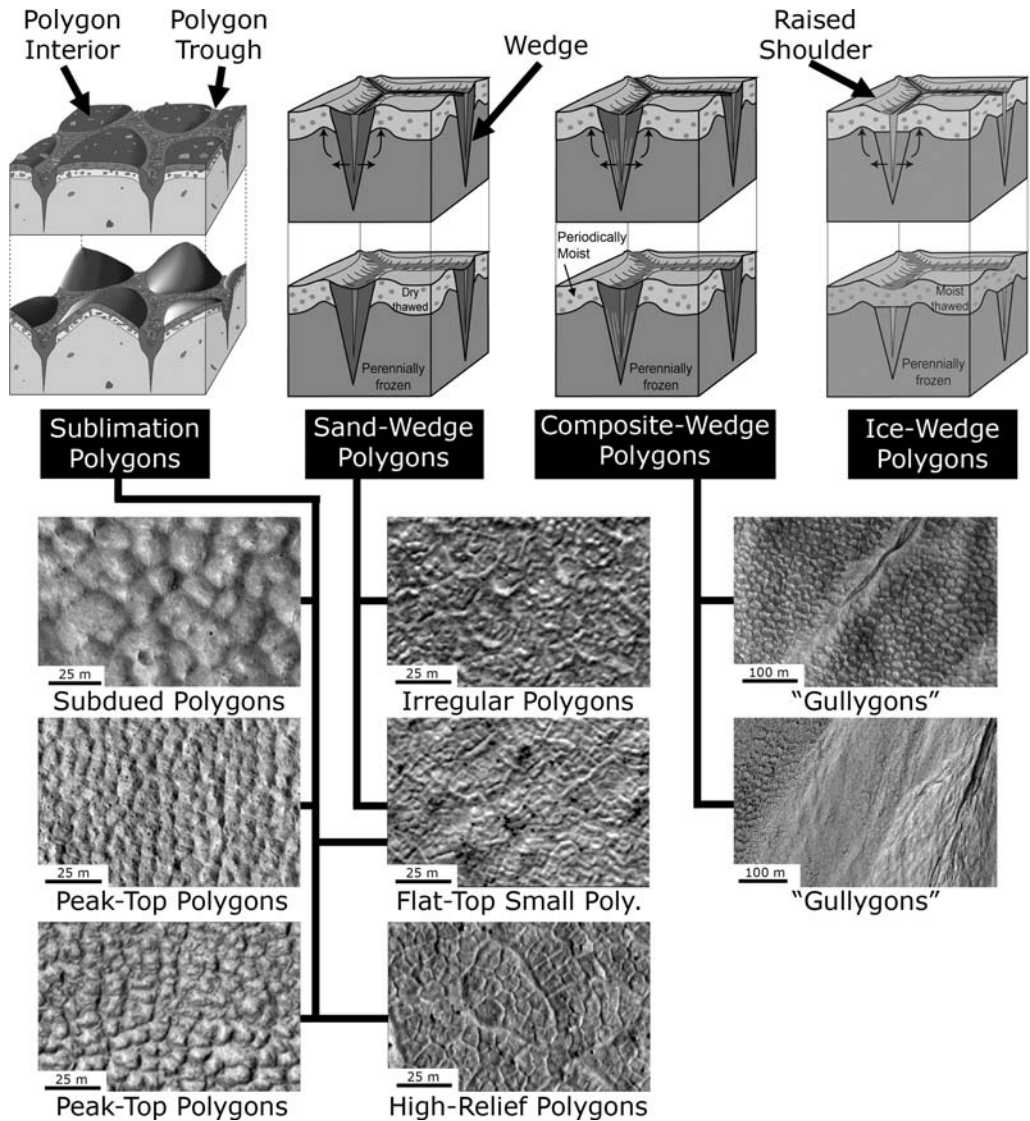 Polygon
Interior
Polygon
Trough
Wedge
Raised
Shoulder
Periodically
Moist
Dry
thawed
Moist
thawed
Perennially
frozen
Perennially
frozen
Perennially
frozen
Sublimation
Polygons
Sand-Wedge
Polygons
Composite-Wedge
Polygons
Ice-Wedge
Polygons
25 m
25 m
100 m
Subdued Polygons
Irregular Polygons
“Gullygons”
25 m
25 m
100 m
Peak-Top Polygons
Flat-Top Small Poly.
“Gullygons”
25 m
25 m
Peak-Top Polygons
High-Relief Polygons